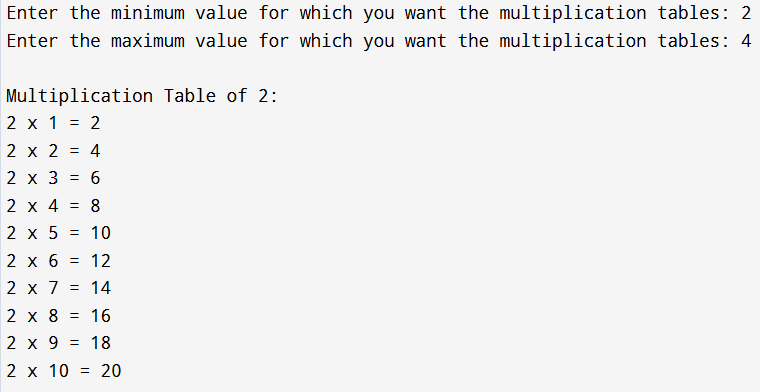 Enter the minimum value for which you want the multiplication tables: 2
Enter the maximum value for which you want the multiplication tables: 4
Multiplication Table of 2:
2 x 1 = 2
2 x 2 = 4
2 x 3 = 6
2 x 4 = 8
2 x 5 = 10
2 x 6 = 12
2 x 7 = 14
2 x 8 = 16
2 x 9 = 18
2 x 10 = 20